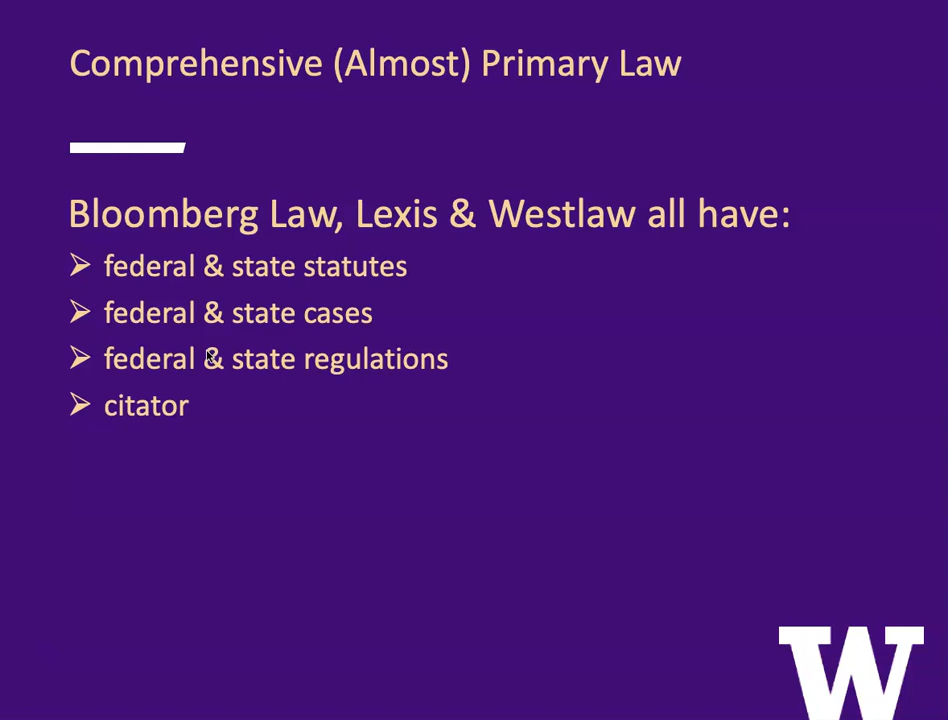 Comprehensive (Almost) Primary Law
Bloomberg Law, Lexis & Westlaw all have:
➢ federal & state statutes
➢ federal & state cases
➢ federal & state regulations
➢ citator
W